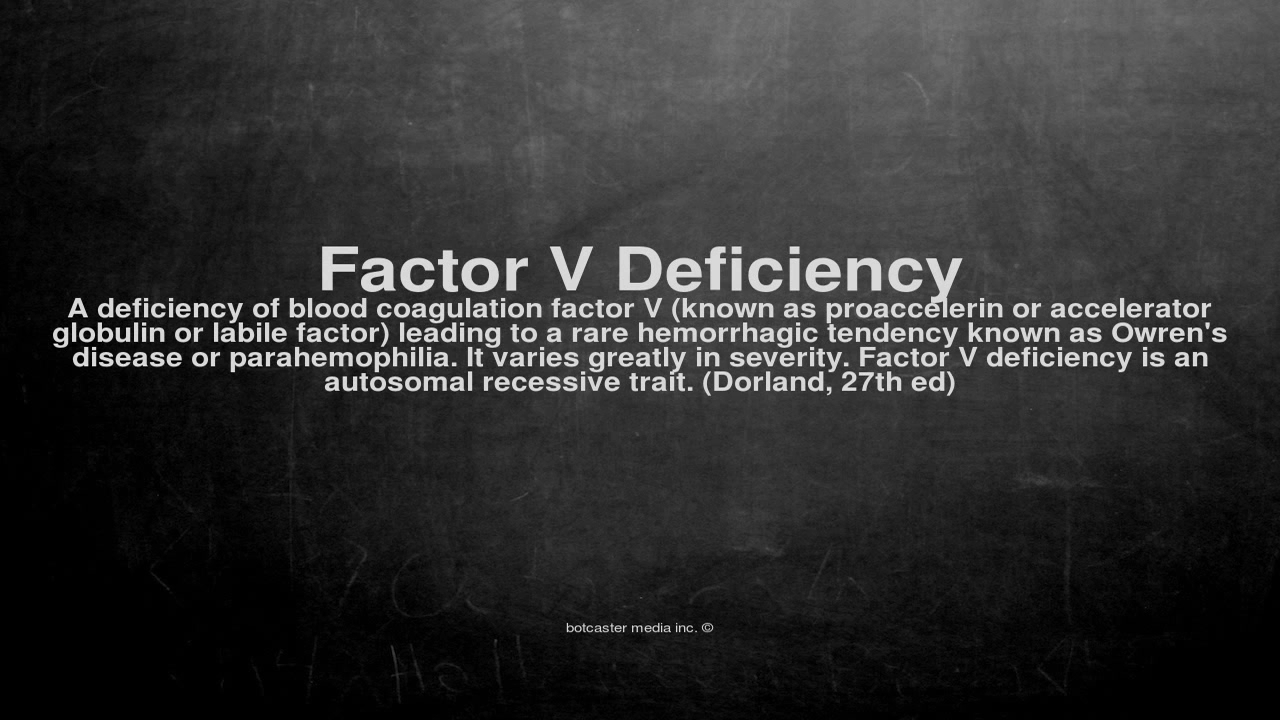 Factor V Deficiency
A deficiency of blood coagulation factor V (known as proaccelerin or accelerator
globulin or labile factor) leading to a rare hemorrhagic tendency known as Owren's
disease or parahemophilia. It varies greatly in severity. Factor V deficiency is an
autosomal recessive trait. (Dorland, 27th ed)
botcaster media inc. ©